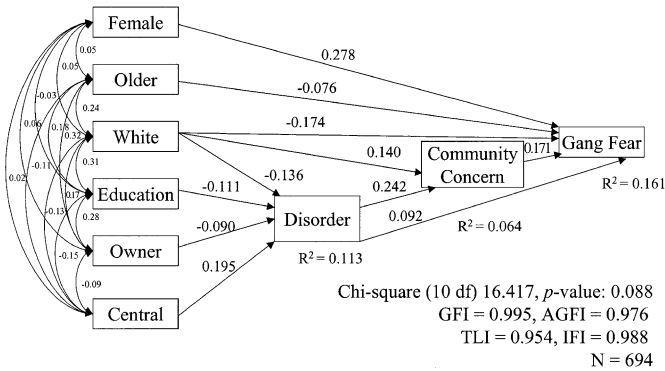 Female
0.278
0.05
0.05
Older
-0.076
-0.03
0.24
White
-0.174
Gang Fear
0.06
0.18
0.32
0.140
Community
Concern
0.171
0.02
-0.11
0.31
-0.136
R² = 0.161
Education
-0.111
0.242
0.17
-0.13
0.28
Disorder
0.092
R² = 0.064
Owner
-0.090
R² = 0.113
-0.15
-0.09
0.195
Central
Chi-square (10 df) 16.417, p-value: 0.088
GFI = 0.995, AGFI = 0.976
TLI = 0.954, IFI = 0.988
N = 694